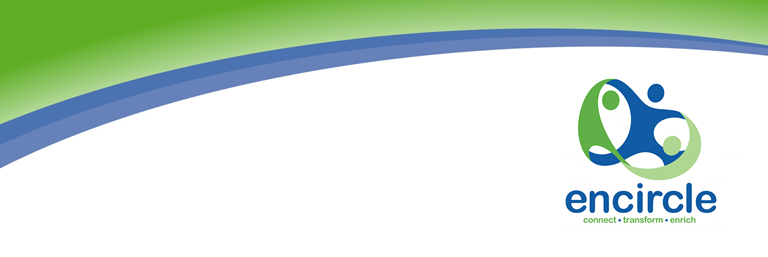 encircle
connect • transform • enrich